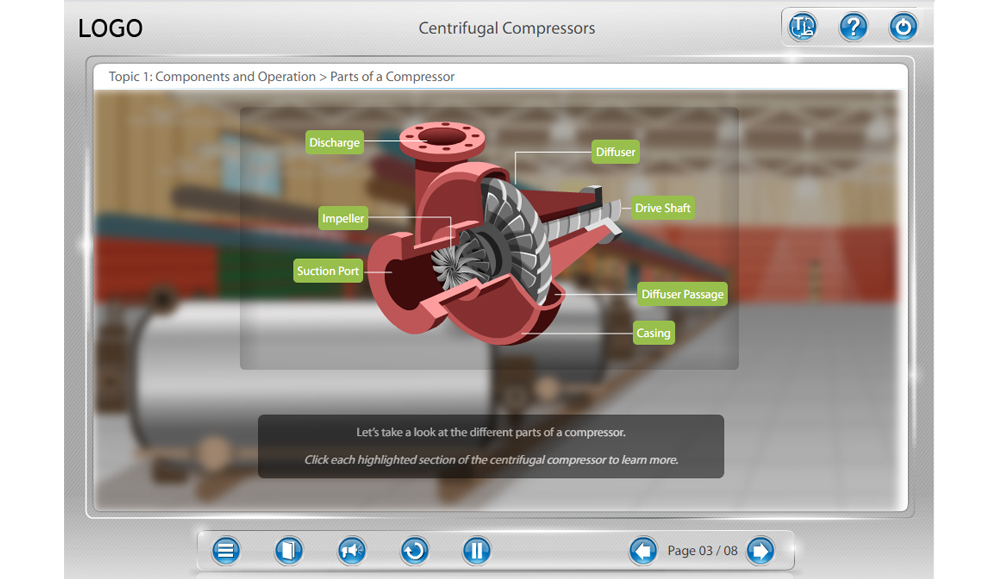 LOGO
Centrifugal Compressors
?
Topic 1: Components and Operation > Parts of a Compressor
Discharge
Diffuser
Impeller
Drive Shaft
Suction Port
Diffuser Passage
Casing
Let's take a look at the different parts of a compressor.
Click each highlighted section of the centrifugal compressor to learn more.
Page 03 / 08